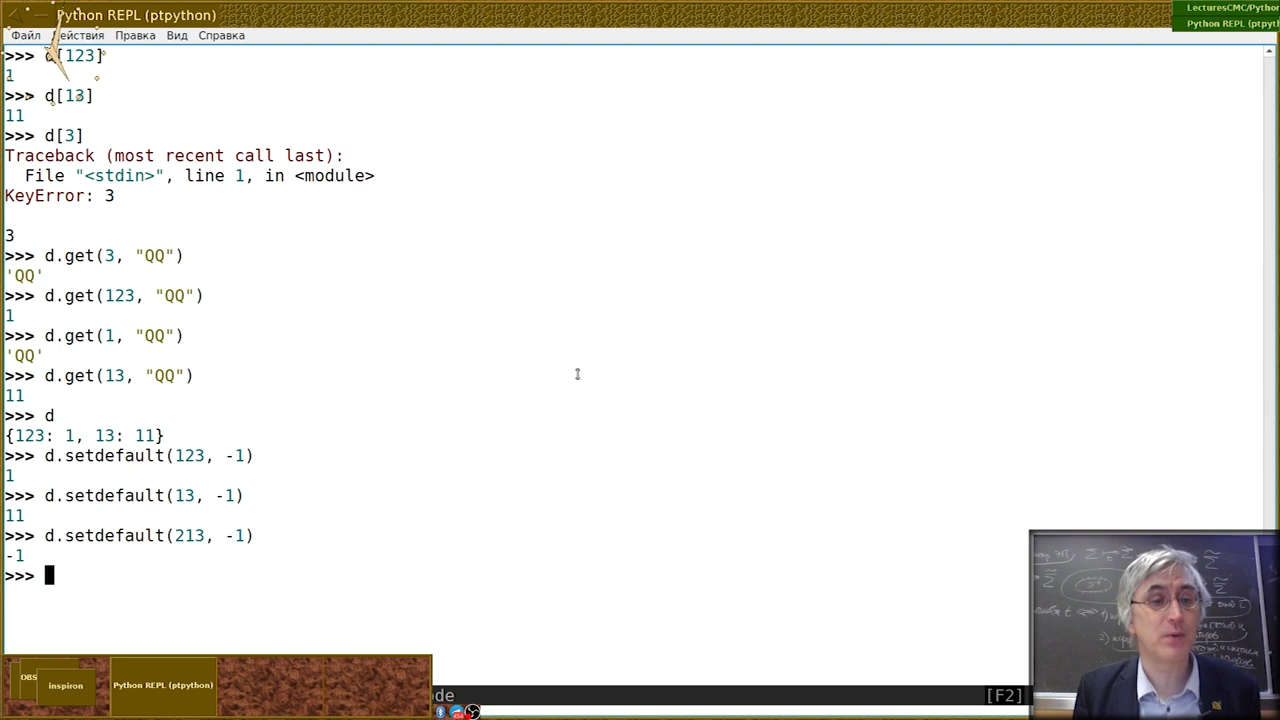 Python REPL (ptpython)
LecturesCMC/Python
Python REPL (ptpyth
Файл Действия Правка Вид Справка
>>> d[123]
1
>>> d[13]
11
>>> d[3]
Traceback (most recent call last):
  File "<stdin>", line 1, in <module>
KeyError: 3
3
>>> d.get(3, "QQ")
'QQ'
>>> d.get(123, "QQ")
1
>>> d.get(1, "QQ")
'QQ'
>>> d.get(13, "QQ")
11
>>> d
{123: 1, 13: 11}
>>> d.setdefault(123, -1)
1
>>> d.setdefault(13, -1)
11
>>> d.setdefault(213, -1)
-1
>>>
OBS
inspiron
Python REPL (ptpython)
de
[F2]